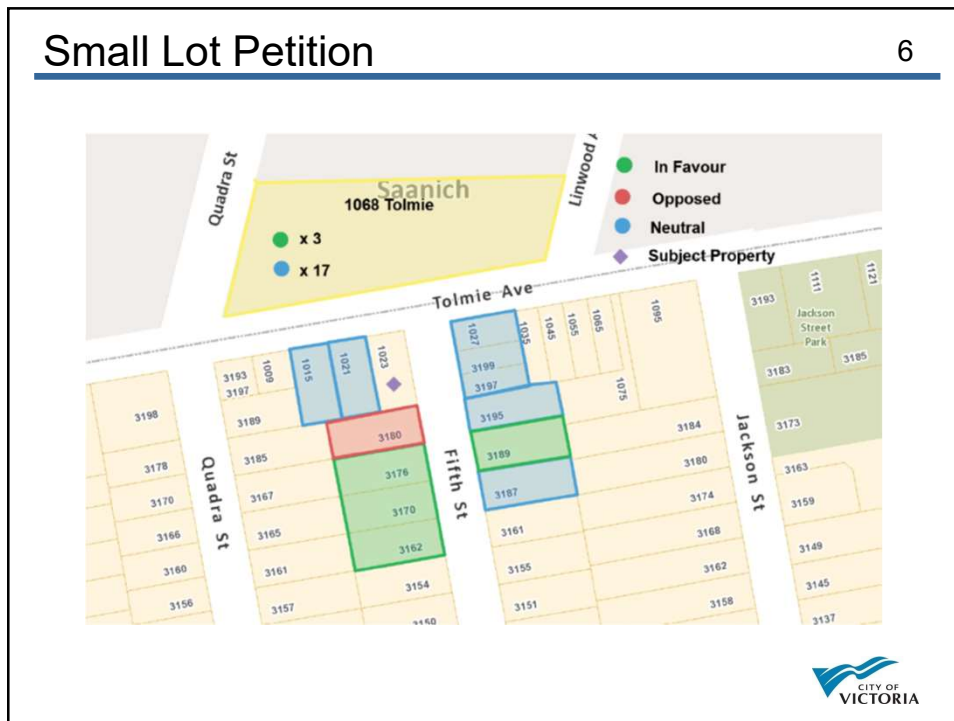 Small Lot Petition
6
Quadra St
Saanich
1068 Tolmie
x 3
x 17
Linwood A
In Favour
Opposed
Neutral
Subject Property
Tolmie Ave
3193
1009
3197
1015
1021
1023
1027
1035
1045
1055
1065
1095
3199
3197
1075
3193
1111
1121
Jackson
Street
Park
3183
3185
3173
3198
3178
3170
3166
3160
3156
Quadra St
3189
3185
3167
3165
3161
3157
3180
3176
3170
3162
3154
3150
Fifth St
3195
3189
3187
3161
3155
3151
3184
3180
3174
3168
3162
3158
Jackson St
3163
3159
3149
3145
3137
CITY OF
VICTORIA